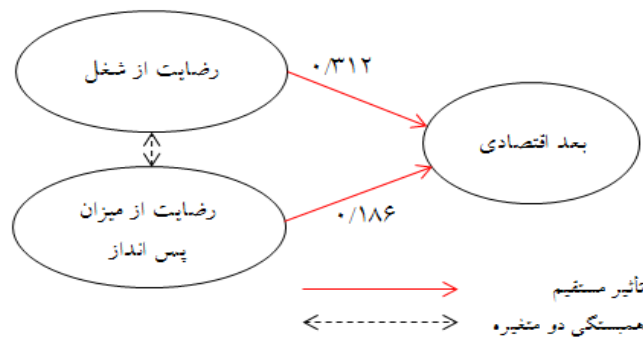 رضایت از شغل
۰/۳۱۲
بعد اقتصادی
رضایت از میزان
پس انداز
۰/۱۸۶
تأثیر مستقیم
همبستگی دو متغیره